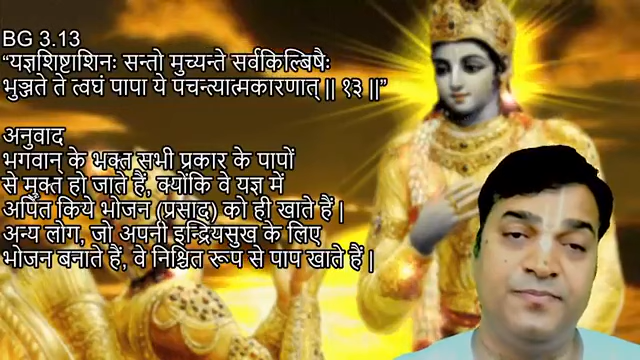 BG 3.13
“यज्ञशिष्टाशिनः सन्तो मुच्यन्ते सर्वकिल्बिषैः
भुञ्जते ते त्वघं पापा ये पचन्त्यात्मकारणात् || १३ ||”
अनुवाद
भगवान् के भक्त सभी प्रकार के पापों
से मुक्त हो जाते हैं, क्योंकि वे यज्ञ में
अर्पित किये भोजन (प्रसाद) को ही खाते हैं |
अन्य लोग, जो अपनी इन्द्रियसुख के लिए
भोजन बनाते हैं, वे निश्चित रूप से पाप खाते हैं |